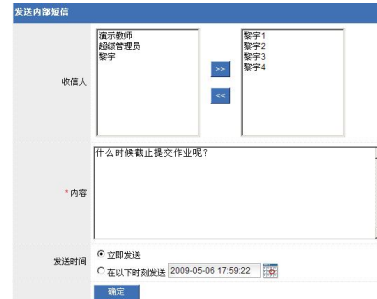 发送内部短信
收信人
演示教师
超级管理员
黎宇
>>
<<
黎宇1
黎宇2
黎宇3
黎宇4
*内容
什么时候截止提交作业呢？
发送时间
立即发送
在以下时刻发送 2009-05-06 17:59:22
确定